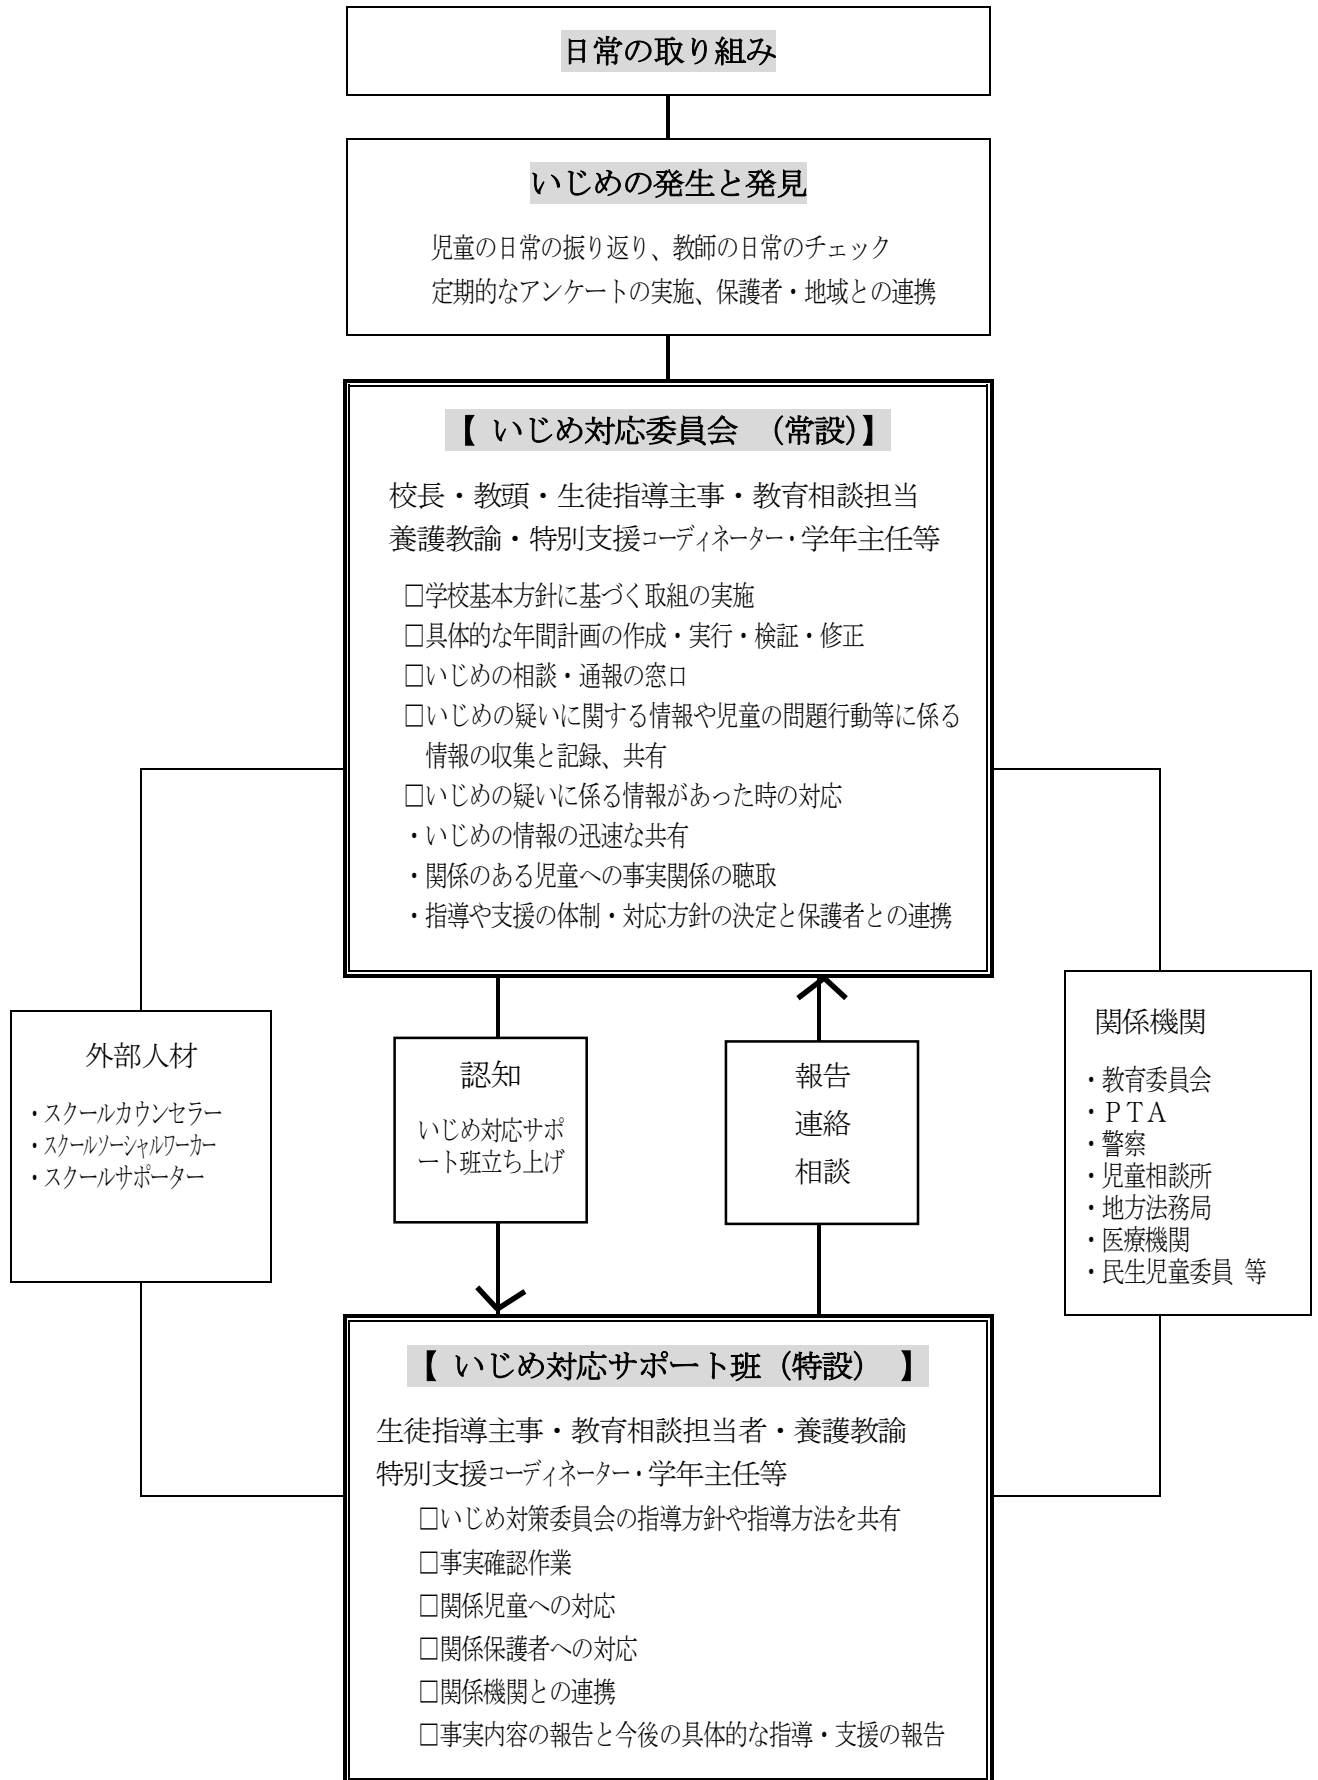 日常の取り組み
いじめの発生と発見
児童の日常の振り返り、教師の日常のチェック
定期的なアンケートの実施、保護者・地域との連携
【 いじめ対応委員会 （常設）】
校長・教頭・生徒指導主事・教育相談担当
養護教諭・特別支援コーディネーター・学年主任等
□学校基本方針に基づく取組の実施
□具体的な年間計画の作成・実行・検証・修正
□いじめの相談・通報の窓口
□いじめの疑いに関する情報や児童の問題行動等に係る
情報の収集と記録、共有
□いじめの疑いに係る情報があった時の対応
・いじめの情報の迅速な共有
・関係のある児童への事実関係の聴取
・指導や支援の体制・対応方針の決定と保護者との連携
外部人材
・スクールカウンセラー
・スクールソーシャルワーカー
・スクールサポーター
認知
いじめ対応サポ
ート班立ち上げ
報告
連絡
相談
関係機関
・教育委員会
・ＰＴＡ
・警察
・児童相談所
・地方法務局
・医療機関
・民生児童委員 等
【 いじめ対応サポート班（特設） 】
生徒指導主事・教育相談担当者・養護教諭
特別支援コーディネーター・学年主任等
□いじめ対策委員会の指導方針や指導方法を共有
□事実確認作業
□関係児童への対応
□関係保護者への対応
□関係機関との連携
□事実内容の報告と今後の具体的な指導・支援の報告